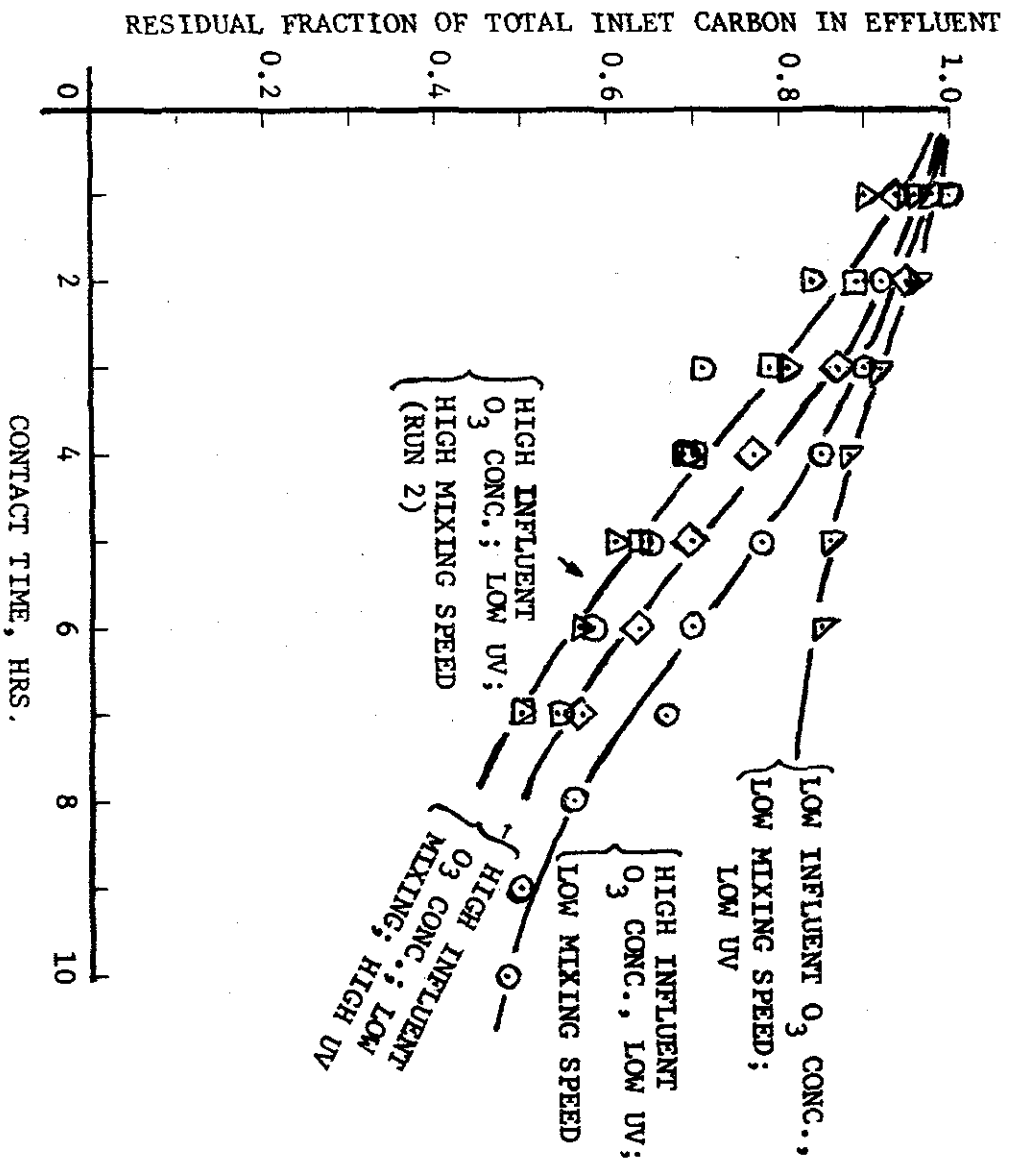 RESIDUAL FRACTION OF TOTAL INLET CARBON IN EFFLUENT
1.0
0.8
0.6
0.4
0.2
0
2
4
6
8
10
CONTACT TIME, HRS.
LOW INFLUENT O3 CONC.,
LOW MIXING SPEED;
LOW UV
HIGH INFLUENT
O3 CONC., LOW UV;
LOW MIXING SPEED
HIGH INFLUENT
O3 CONC.; LOW UV;
HIGH MIXING SPEED
(RUN 2)
HIGH INFLUENT
O3 CONC.; LOW
MIXING; HIGH UV